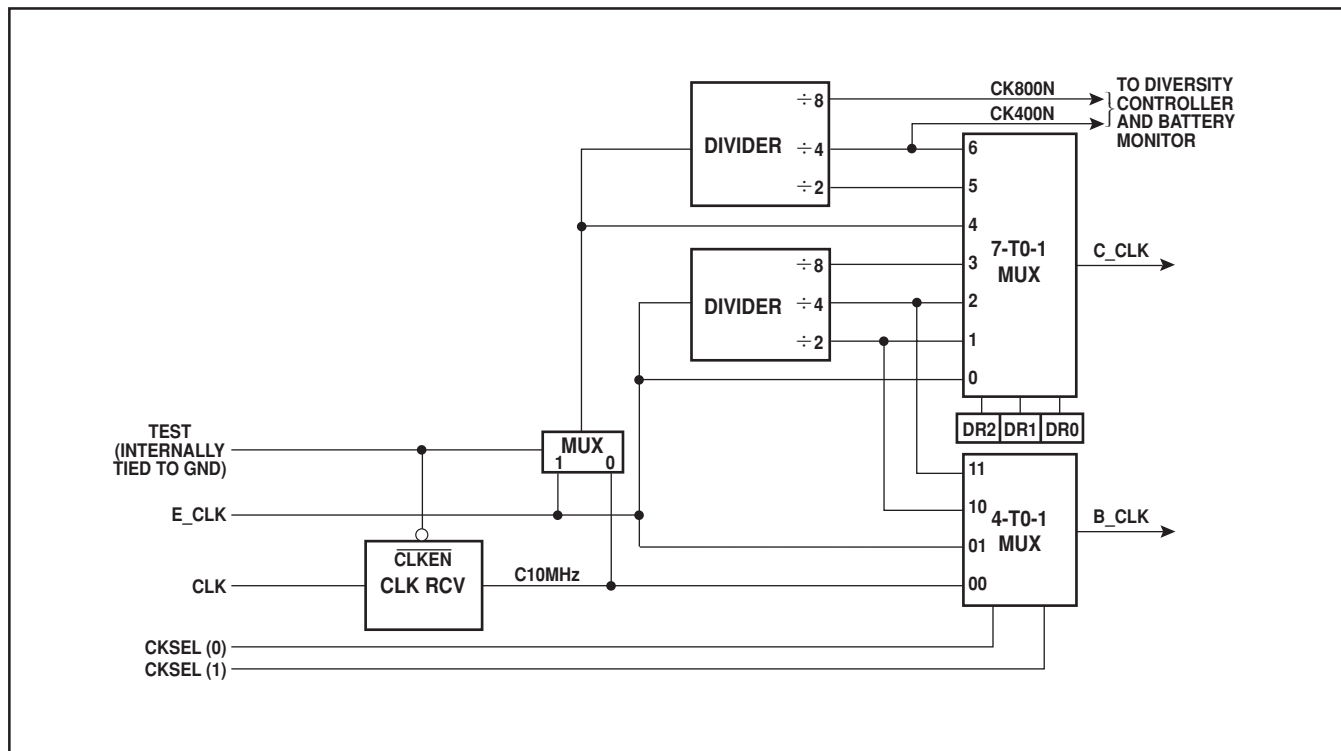 CK800N
TO DIVERSITY
CONTROLLER
AND BATTERY
MONITOR
CK400N
DIVIDER
÷8
÷4
÷2
6
5
4
3
2
1
0
7-T0-1
MUX
C_CLK
DIVIDER
÷8
÷4
÷2
DR2 DR1 DR0
TEST
(INTERNALLY
TIED TO GND)
MUX
1 0
E_CLK
CLKEN
CLK RCV
CLK
C10MHz
11
10
01
00
4-T0-1
MUX
B_CLK
CKSEL (0)
CKSEL (1)